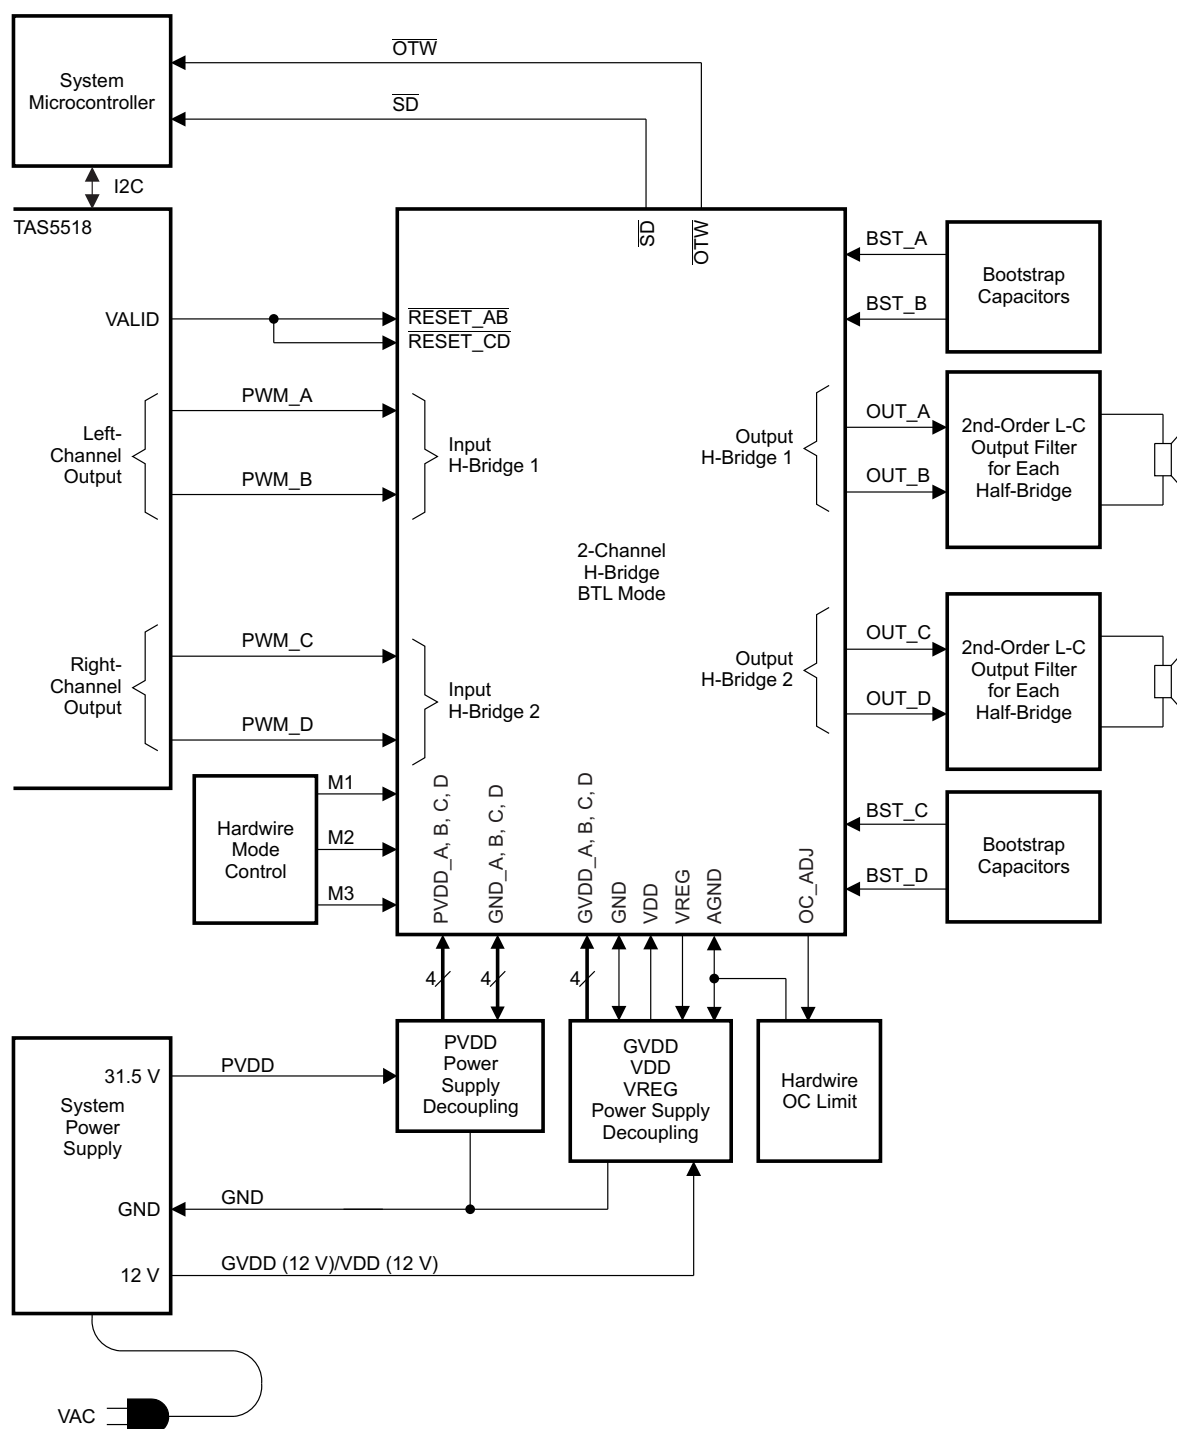 OTW
System
Microcontroller
SD
I2C
TAS5518
SD
OTW
BST_A
Bootstrap
Capacitors
BST_B
VALID
RESET_AB
RESET_CD
PWM_A
Left-
Channel
Output
PWM_B
Input
H-Bridge 1
Output
H-Bridge 1
OUT_A
OUT_B
2nd-Order L-C
Output Filter
for Each
Half-Bridge
2-Channel
H-Bridge
BTL Mode
PWM_C
Right-
Channel
Output
PWM_D
Input
H-Bridge 2
Output
H-Bridge 2
OUT_C
OUT_D
2nd-Order L-C
Output Filter
for Each
Half-Bridge
M1
Hardwire
Mode
Control
M2
M3
PVDD_A, B, C, D
GND_A, B, C, D
GVDD_A, B, C, D
GND
VDD
VREG
AGND
OC_ADJ
BST_C
Bootstrap
Capacitors
BST_D
4
4
4
PVDD
Power
Supply
Decoupling
GVDD
VDD
VREG
Power Supply
Decoupling
Hardwire
OC Limit
31.5 V
PVDD
System
Power
Supply
GND
GND
12 V
GVDD (12 V)/VDD (12 V)
VAC